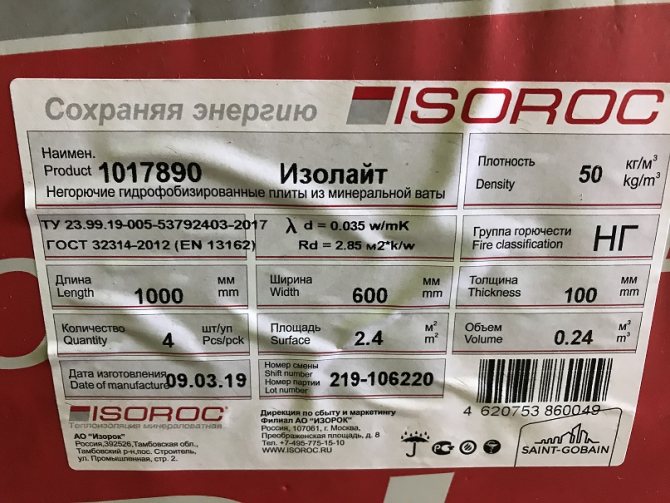 Сохраняя энергию ISOROC
Наимен.
Product 1017890 Изолайт
Негорючие гидрофобизированные плиты из минеральной ваты
Плотность
Density 50 кг/м³
kg/m³
ТУ 23.99.19-005-53792403-2017
ГОСТ 32314-2012 (EN 13162)
λ d = 0.035 w/mK
Rd = 2.85 м2*k/w
Группа горючести
Fire classification НГ
Длина
Length 1000 мм
mm
Ширина
Width 600 мм
mm
Толщина
Thickness 100 мм
mm
Количество
Quantity 4 шт/уп
Pcs/pck
Площадь
Surface 2.4 м²
m²
Объем
Volume 0.24 м³
m³
Дата изготовления
Date of manufacture 09.03.19
Номер смены
Shift number
Номер партии
Lot number 219-106220
4 620753 860049
ISOROC
Теплоизоляция минераловатная
АО "Изорок"
Россия,392526,Тамбовская обл.,
Тамбовский р-н,пос. Строитель,
ул. Промышленная, стр. 2.
Дирекция по сбыту и маркетингу
Филиал АО "ИЗОРОК"
Россия, 107061, г. Москва,
Преображенская площадь, д. 8
Тел. +7-495-775-15-10
WWW.ISOROC.RU
SAINT-GOBAIN